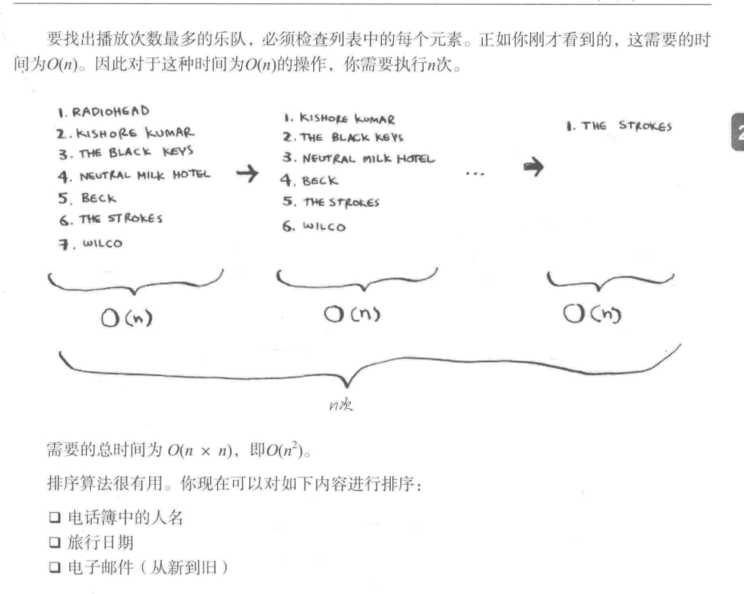 要找出播放次数最多的乐队，必须检查列表中的每个元素。正如你刚才看到的，这需要的时
间为O(n)。因此对于这种时间为O(n)的操作，你需要执行n次。
1. RADIOHEAD
2. KISHORE KUMAR
3. THE BLACK KEYS
4. NEUTRAL MILK HOTEL
5. BECK
6. THE STROKES
7. WILCO
1. KISHORE KUMAR
2. THE BLACK KEYS
3. NEUTRAL MILK HOTEL
4. BECK
5. THE STROKES
6. WILCO
...
1. THE STROKES
2
O(n)
O(n)
O(n)
n次
需要的总时间为 O(n × n)，即O(n²)。
排序算法很有用。你现在可以对如下内容进行排序：
❑ 电话簿中的人名
❑ 旅行日期
❑ 电子邮件（从新到旧）